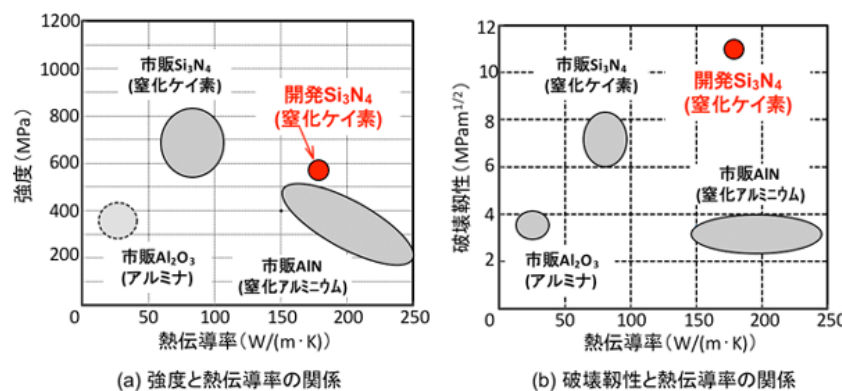 1200
1000
800
600
400
200
強度(MPa)
市販Si₃N₄
(窒化ケイ素)
開発Si₃N₄
(窒化ケイ素)
市販Al₂O₃
(アルミナ)
市販AlN
(窒化アルミニウム)
50
100
150
200
250
熱伝導率(W/(m·K))
(a) 強度と熱伝導率の関係
12
10
8
6
4
2
破壊靱性(MPam¹/²)
市販Si₃N₄
(窒化ケイ素)
開発Si₃N₄
(窒化ケイ素)
市販AlN
(窒化アルミニウム)
市販Al₂O₃
(アルミナ)
0
50
100
150
200
250
熱伝導率(W/(m·K))
(b) 破壊靱性と熱伝導率の関係